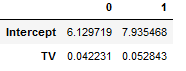 0 1
Intercept 6.129719 7.935468
TV 0.042231 0.052843